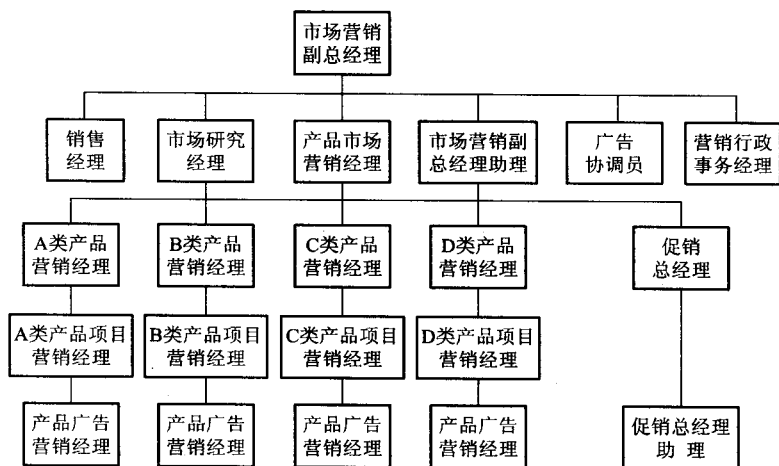 市场营销
副总经理
销售
经理
市场研究
经理
产品市场
营销经理
市场营销副
总经理助理
广告
协调员
营销行政
事务经理
A类产品
营销经理
B类产品
营销经理
C类产品
营销经理
D类产品
营销经理
促销
总经理
A类产品项目
营销经理
B类产品项目
营销经理
C类产品项目
营销经理
D类产品项目
营销经理
产品广告
营销经理
产品广告
营销经理
产品广告
营销经理
产品广告
营销经理
促销总经理
助 理